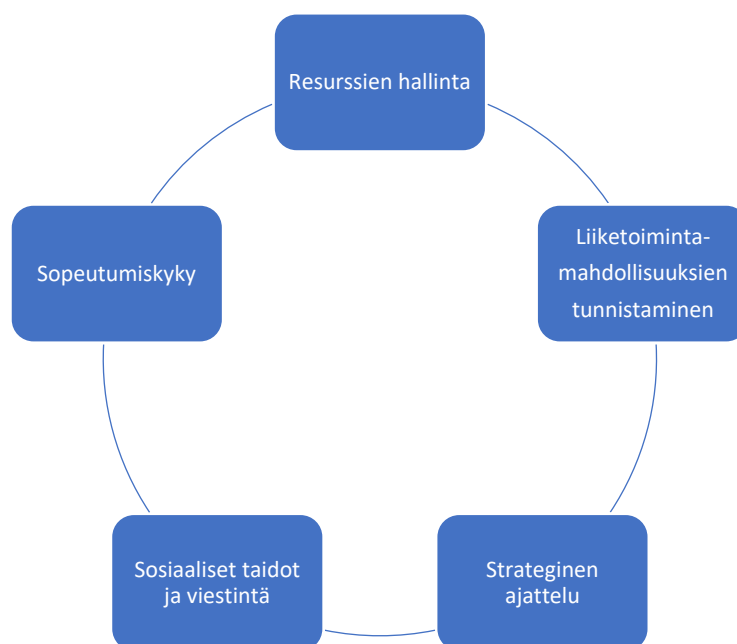 Resurssien hallinta
Liiketoiminta-
mahdollisuuksien
tunnistaminen
Strateginen
ajattelu
Sosiaaliset taidot
ja viestintä
Sopeutumiskyky